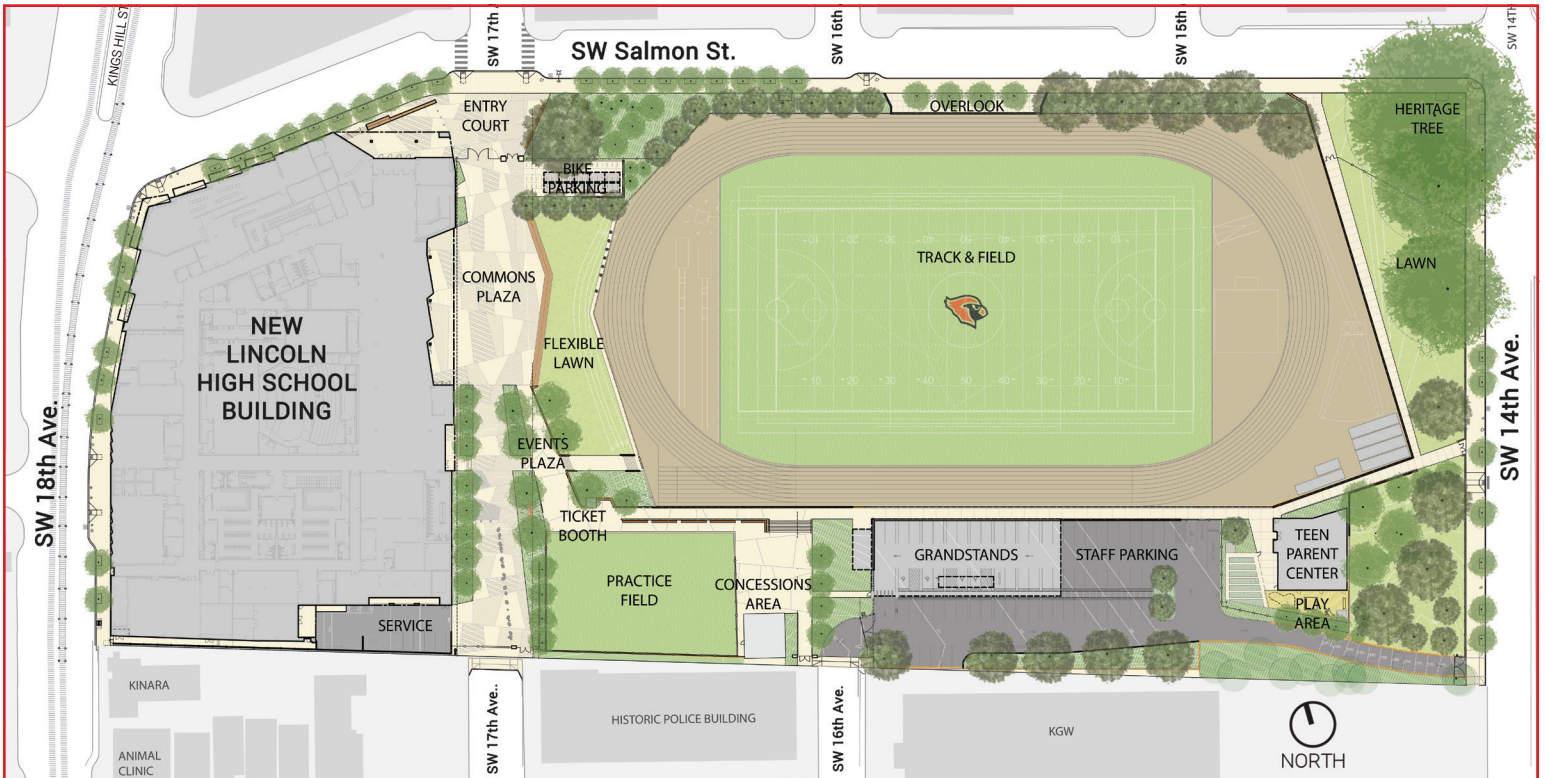 KINGS HILL ST
SW 17th
SW Salmon St.
SW 16th
SW 15th
SW 14TH
ENTRY
COURT
OVERLOOK
HERITAGE
TREE
BIKE
PARKING
COMMONS
PLAZA
TRACK & FIELD
LAWN
NEW
LINCOLN
HIGH SCHOOL
BUILDING
FLEXIBLE
LAWN
SW 18th Ave.
SW 14th Ave.
EVENTS
PLAZA
TICKET
BOOTH
GRANDSTANDS
STAFF PARKING
TEEN
PARENT
CENTER
PRACTICE
FIELD
CONCESSIONS
AREA
PLAY
AREA
SERVICE
KINARA
ANIMAL
CLINIC
SW 17th Ave..
HISTORIC POLICE BUILDING
SW 16th Ave.
KGW
NORTH